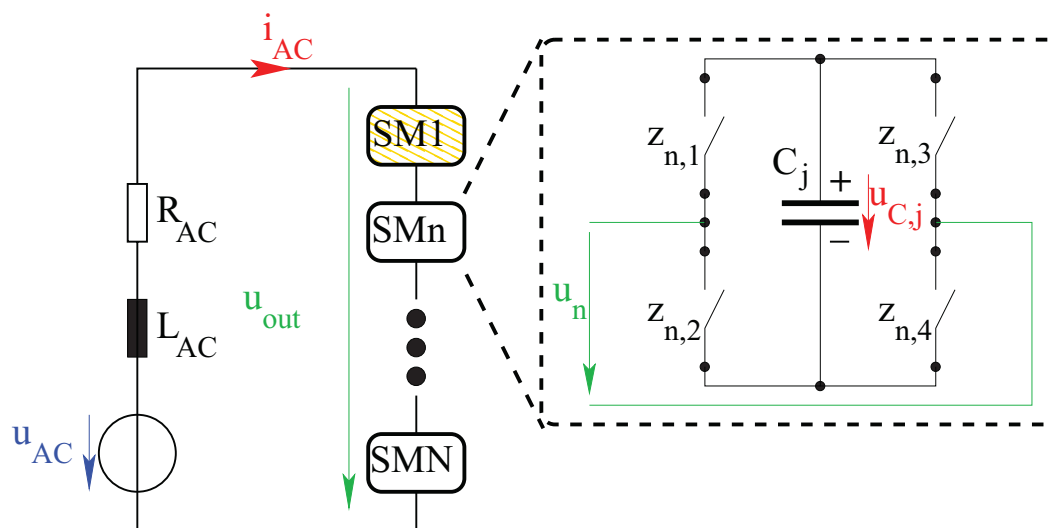 i_AC
SM1
R_AC
SMn
u_out
L_AC
u_AC
SMN
z_n,1
z_n,3
C_j
+
u_C,j
−
u_n
z_n,2
z_n,4